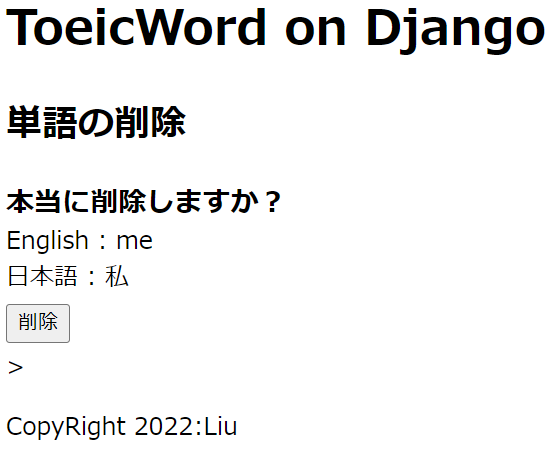 ToeicWord on Django
単語の削除
本当に削除しますか？
English：me
日本語：私
削除
>
CopyRight 2022:Liu